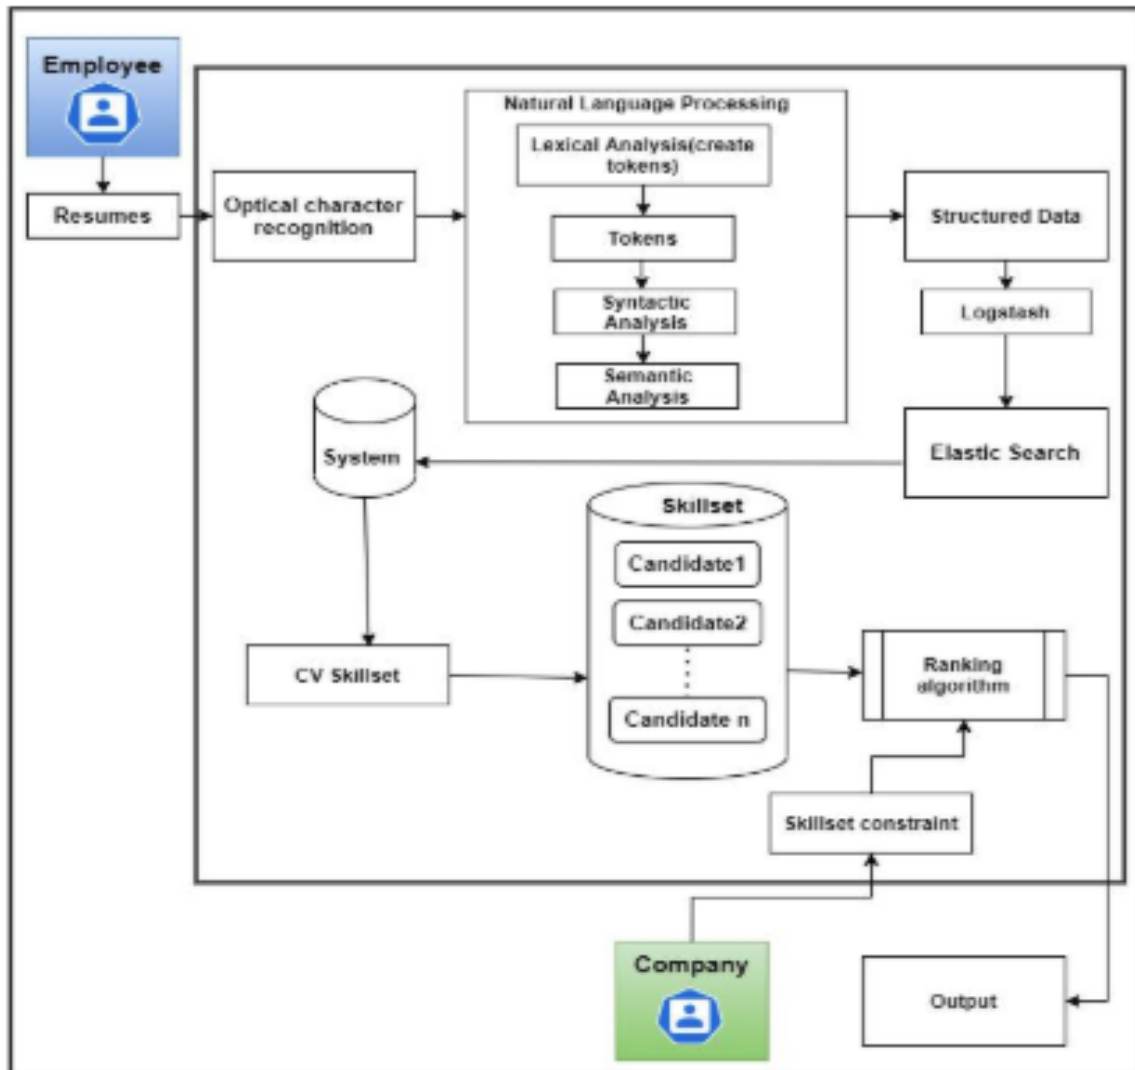 Employee
Resumes
Optical character
recognition
Natural Language Processing
Lexical Analysis(create
tokens)
Tokens
Syntactic
Analysis
Semantic
Analysis
Structured Data
Logstash
Elastic Search
System
CV Skillset
Skillset
Candidate1
Candidate2
Candidate n
Ranking
algorithm
Skillset constraint
Company
Output